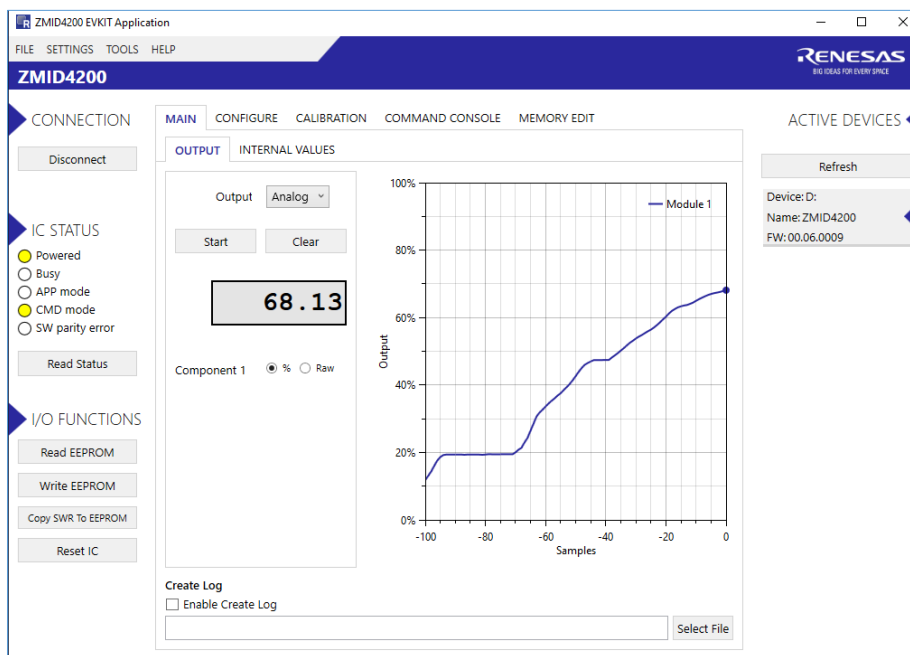 ZMID4200 EVKIT Application
FILE SETTINGS TOOLS HELP
ZMID4200
RENESAS
BIG IDEAS FOR EVERY SPACE
CONNECTION
Disconnect
IC STATUS
Powered
Busy
APP mode
CMD mode
SW parity error
Read Status
I/O FUNCTIONS
Read EEPROM
Write EEPROM
Copy SWR To EEPROM
Reset IC
MAIN CONFIGURE CALIBRATION COMMAND CONSOLE MEMORY EDIT
OUTPUT INTERNAL VALUES
Output Analog
Start Clear
68.13
Component 1 % Raw
Module 1
100%
80%
60%
40%
20%
0%
Output
-100 -80 -60 -40 -20 0
Samples
Create Log
Enable Create Log
Select File
ACTIVE DEVICES
Refresh
Device: D:
Name: ZMID4200
FW: 00.06.0009